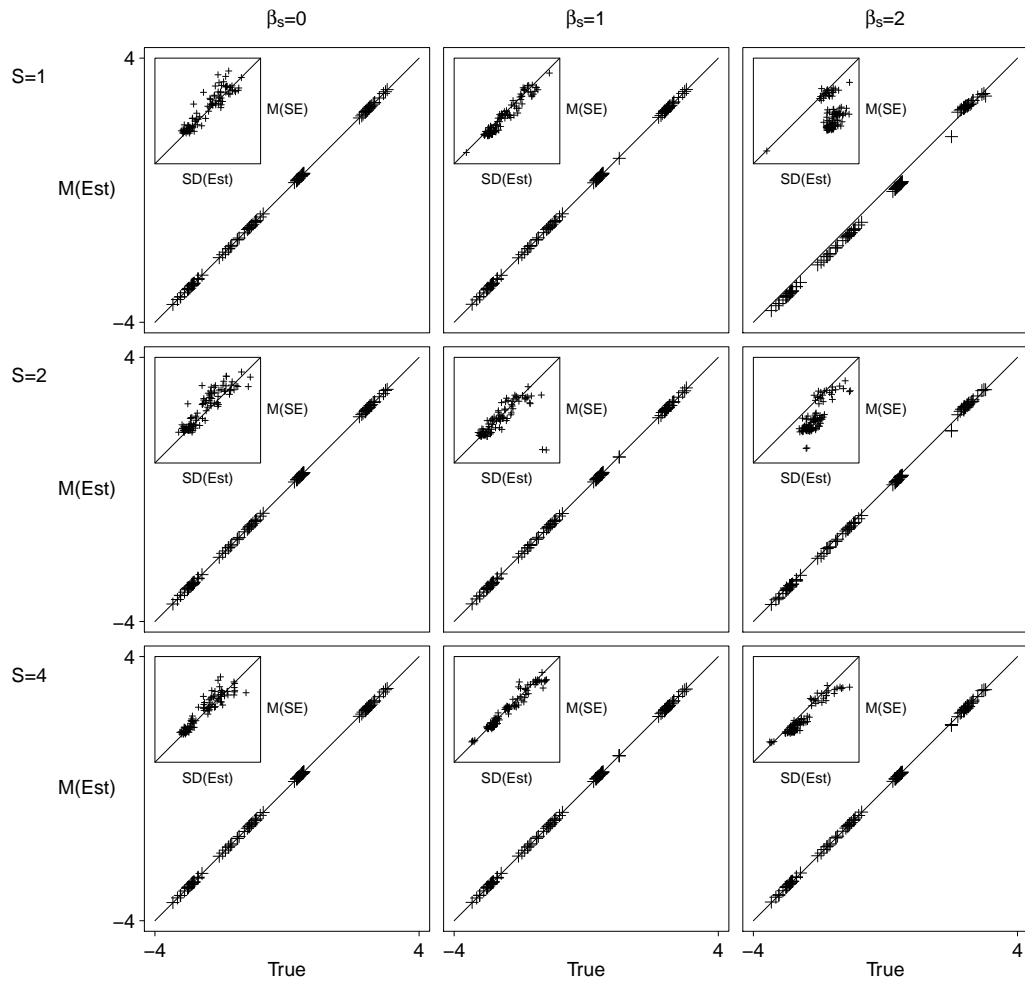 βs=0 βs=1 βs=2
S=1
4
M(SE) M(SE) M(SE)
SD(Est) SD(Est) SD(Est)
M(Est)
−4
S=2
4
M(SE) M(SE) M(SE)
SD(Est) SD(Est) SD(Est)
M(Est)
−4
S=4
4
M(SE) M(SE) M(SE)
SD(Est) SD(Est) SD(Est)
M(Est)
−4
−4 4 −4 4 −4 4
True True True